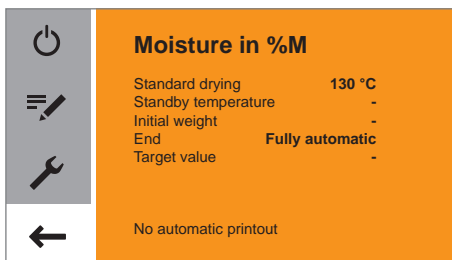 Moisture in %M
Standard drying 130 °C
Standby temperature -
Initial weight -
End Fully automatic
Target value -
No automatic printout